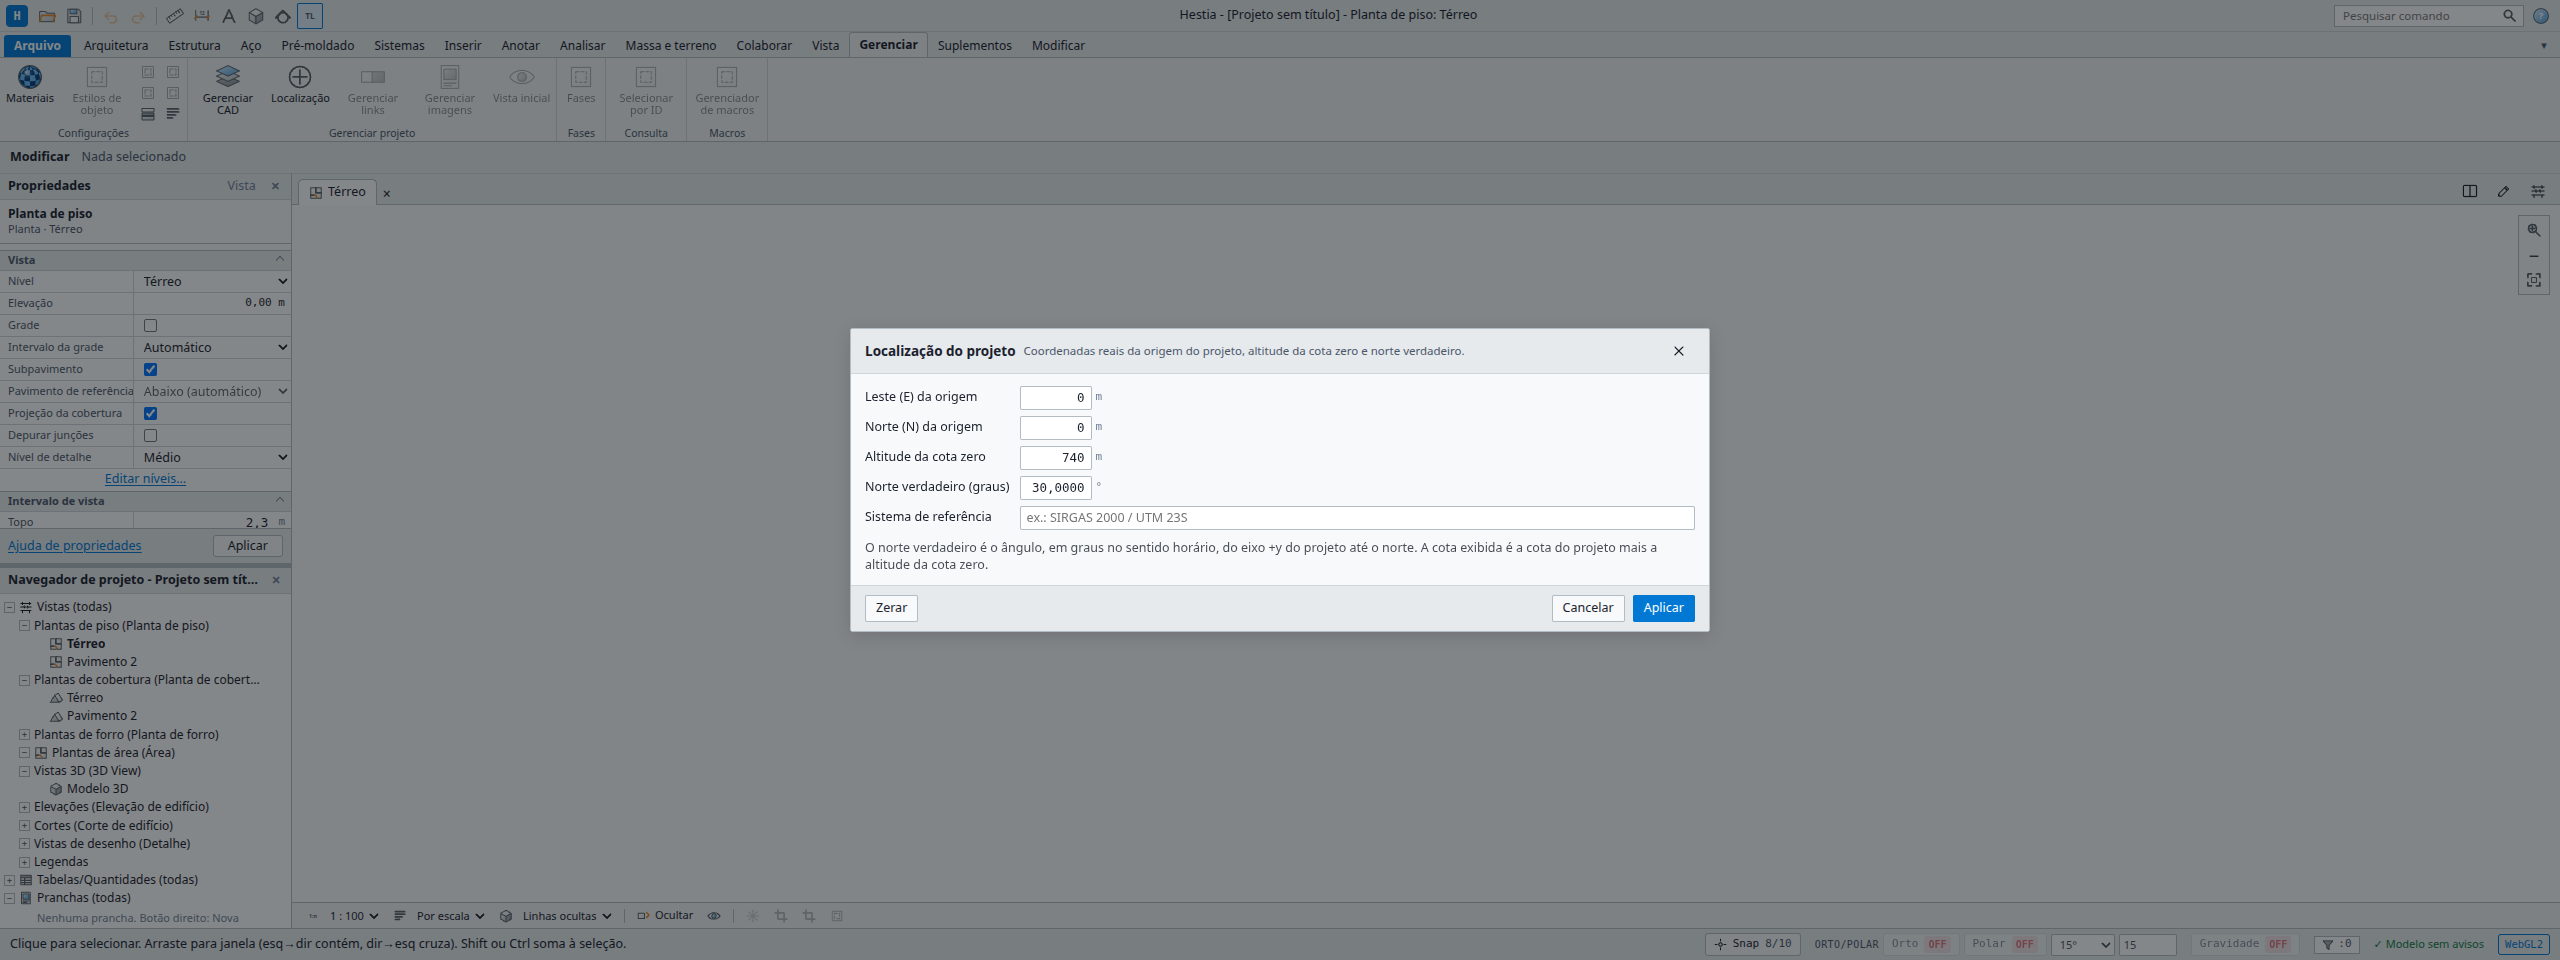 H
TL
Hestia - [Projeto sem título] - Planta de piso: Térreo
Pesquisar comando
?
Arquivo Arquitetura Estrutura Aço Pré-moldado Sistemas Inserir Anotar Analisar Massa e terreno Colaborar Vista Gerenciar Suplementos Modificar
Materiais
Estilos de objeto
Gerenciar CAD
Localização
Gerenciar links
Gerenciar imagens
Vista inicial
Fases
Selecionar por ID
Gerenciador de macros
Configurações
Gerenciar projeto
Fases
Consulta
Macros
Modificar Nada selecionado
Propriedades Vista ×
Térreo ×
Planta de piso
Planta · Térreo
Vista
Nível Térreo
Elevação 0,00 m
Grade
Intervalo da grade Automático
Subpavimento
Pavimento de referência Abaixo (automático)
Projeção da cobertura
Depurar junções
Nível de detalhe Médio
Editar níveis...
Intervalo de vista
Topo 2,3 m
Ajuda de propriedades Aplicar
Navegador de projeto - Projeto sem tít... ×
Vistas (todas)
Plantas de piso (Planta de piso)
Térreo
Pavimento 2
Plantas de cobertura (Planta de cobert...
Térreo
Pavimento 2
Plantas de forro (Planta de forro)
Plantas de área (Área)
Vistas 3D (3D View)
Modelo 3D
Elevações (Elevação de edifício)
Cortes (Corte de edifício)
Vistas de desenho (Detalhe)
Legendas
Tabelas/Quantidades (todas)
Pranchas (todas)
Nenhuma prancha. Botão direito: Nova
Localização do projeto Coordenadas reais da origem do projeto, altitude da cota zero e norte verdadeiro.
Leste (E) da origem 0 m
Norte (N) da origem 0 m
Altitude da cota zero 740 m
Norte verdadeiro (graus) 30,0000 °
Sistema de referência ex.: SIRGAS 2000 / UTM 23S
O norte verdadeiro é o ângulo, em graus no sentido horário, do eixo +y do projeto até o norte. A cota exibida é a cota do projeto mais a
altitude da cota zero.
Zerar Cancelar Aplicar
1 : 100 Por escala Linhas ocultas Ocultar
Clique para selecionar. Arraste para janela (esq→dir contém, dir→esq cruza). Shift ou Ctrl soma à seleção.
Snap 8/10 ORTO/POLAR Orto OFF Polar OFF 15° 15 Gravidade OFF :0 ✓ Modelo sem avisos WebGL2